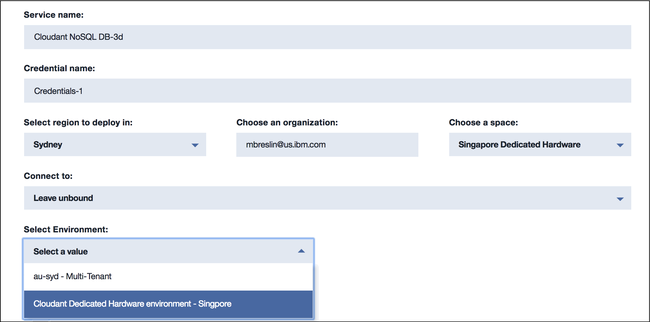 Service name:
Cloudant NoSQL DB-3d
Credential name:
Credentials-1
Select region to deploy in: Choose an organization: Choose a space:
Sydney mbreslin@us.ibm.com Singapore Dedicated Hardware
Connect to:
Leave unbound
Select Environment:
Select a value
au-syd - Multi-Tenant
Cloudant Dedicated Hardware environment - Singpore